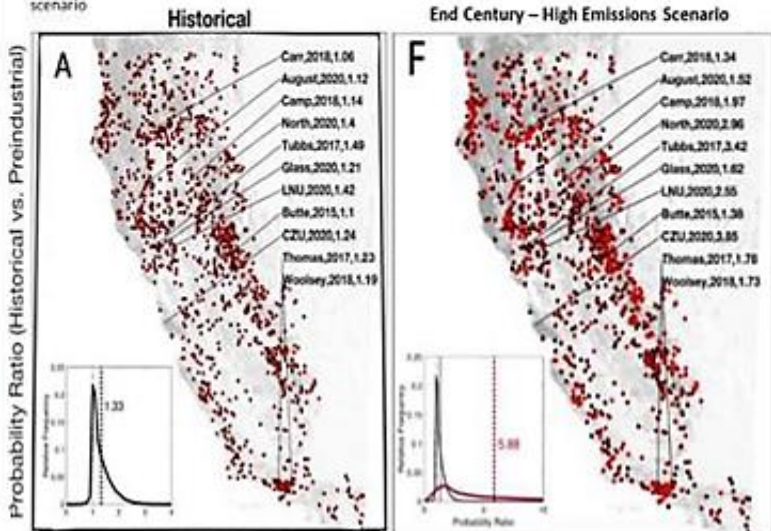 scenario
Historical
End Century – High Emissions Scenario
Probability Ratio (Historical vs. Preindustrial)
A
Carr,2018,1.06
August,2020,1.12
Camp,2018,1.14
North,2020,1.4
Tubbs,2017,1.49
Glass,2020,1.21
LNU,2020,1.42
Butte,2015,1.1
CZU,2020,1.24
Thomas,2017,1.23
Woolsey,2018,1.19
Relative Frequency
1.33
F
Carr,2018,1.34
August,2020,1.52
Camp,2018,1.97
North,2020,2.96
Tubbs,2017,3.42
Glass,2020,1.62
LNU,2020,2.55
Butte,2015,1.38
CZU,2020,3.85
Thomas,2017,1.78
Woolsey,2018,1.73
Relative Frequency
5.88
Probability Ratio